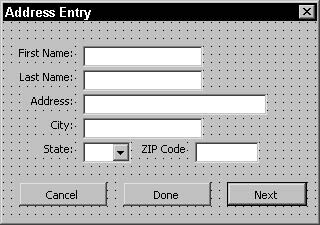 Address Entry
First Name:
Last Name:
Address:
City:
State: ZIP Code
Cancel Done Next